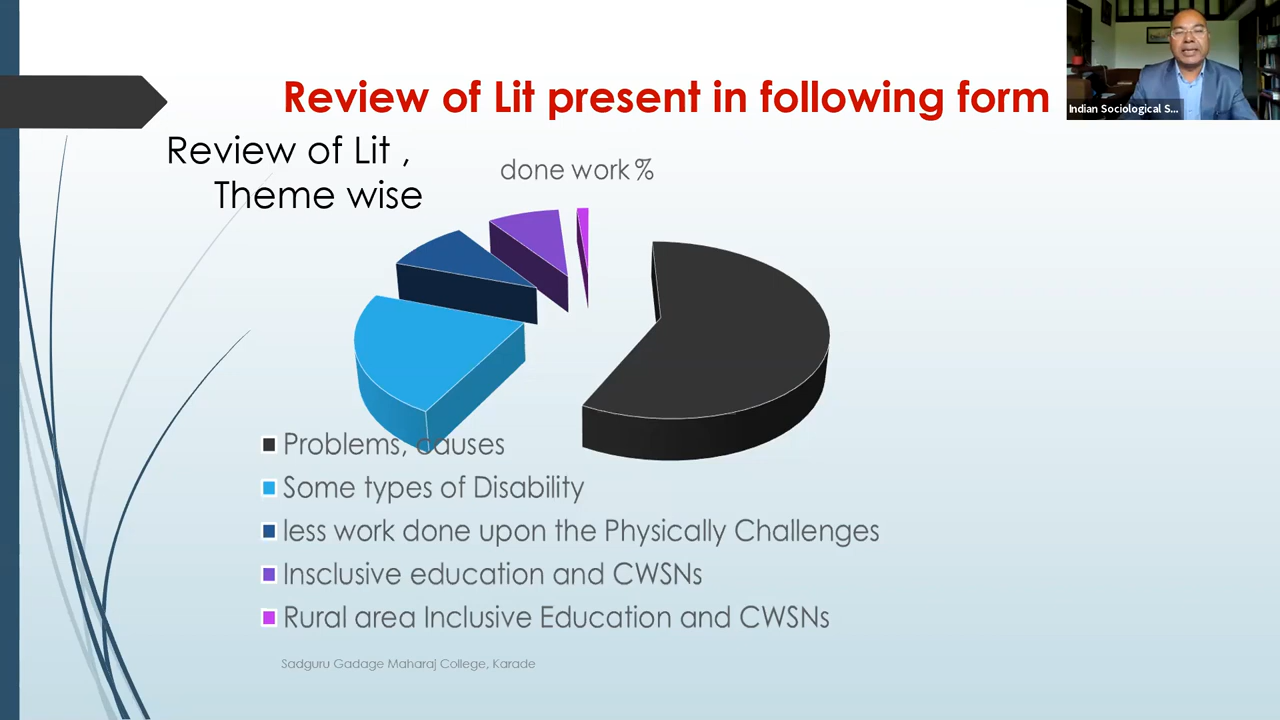 Review of Lit present in following form
Indian Sociological S...
Review of Lit ,
Theme wise
done work %
Problems, causes
Some types of Disability
less work done upon the Physically Challenges
Insclusive education and CWSNs
Rural area Inclusive Education and CWSNs
Sadguru Gadage Maharaj College, Karade